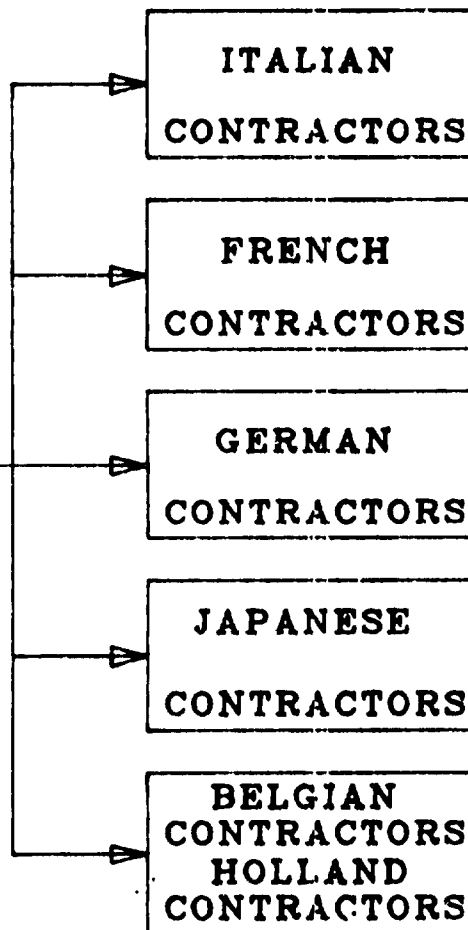 ITALIAN
CONTRACTORS
FRENCH
CONTRACTORS
GERMAN
CONTRACTORS
JAPANESE
CONTRACTORS
BELGIAN
CONTRACTORS
HOLLAND
CONTRACTORS